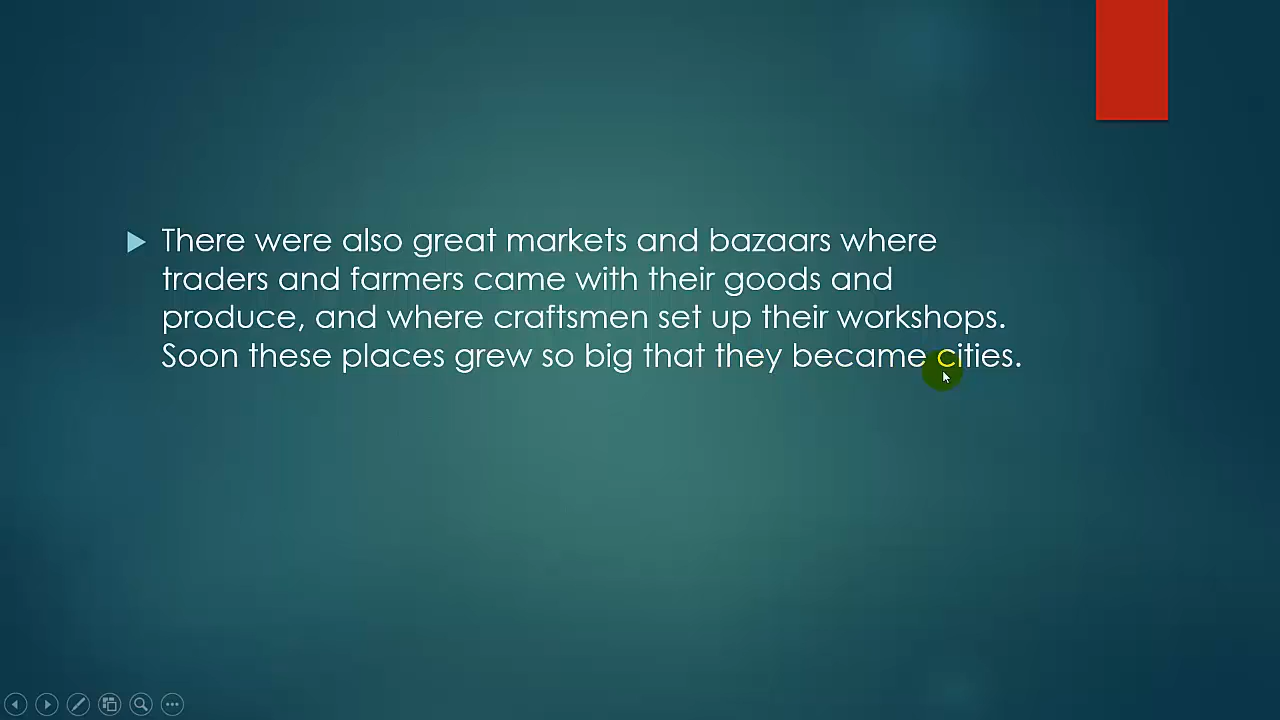 There were also great markets and bazaars where
traders and farmers came with their goods and
produce, and where craftsmen set up their workshops.
Soon these places grew so big that they became cities.